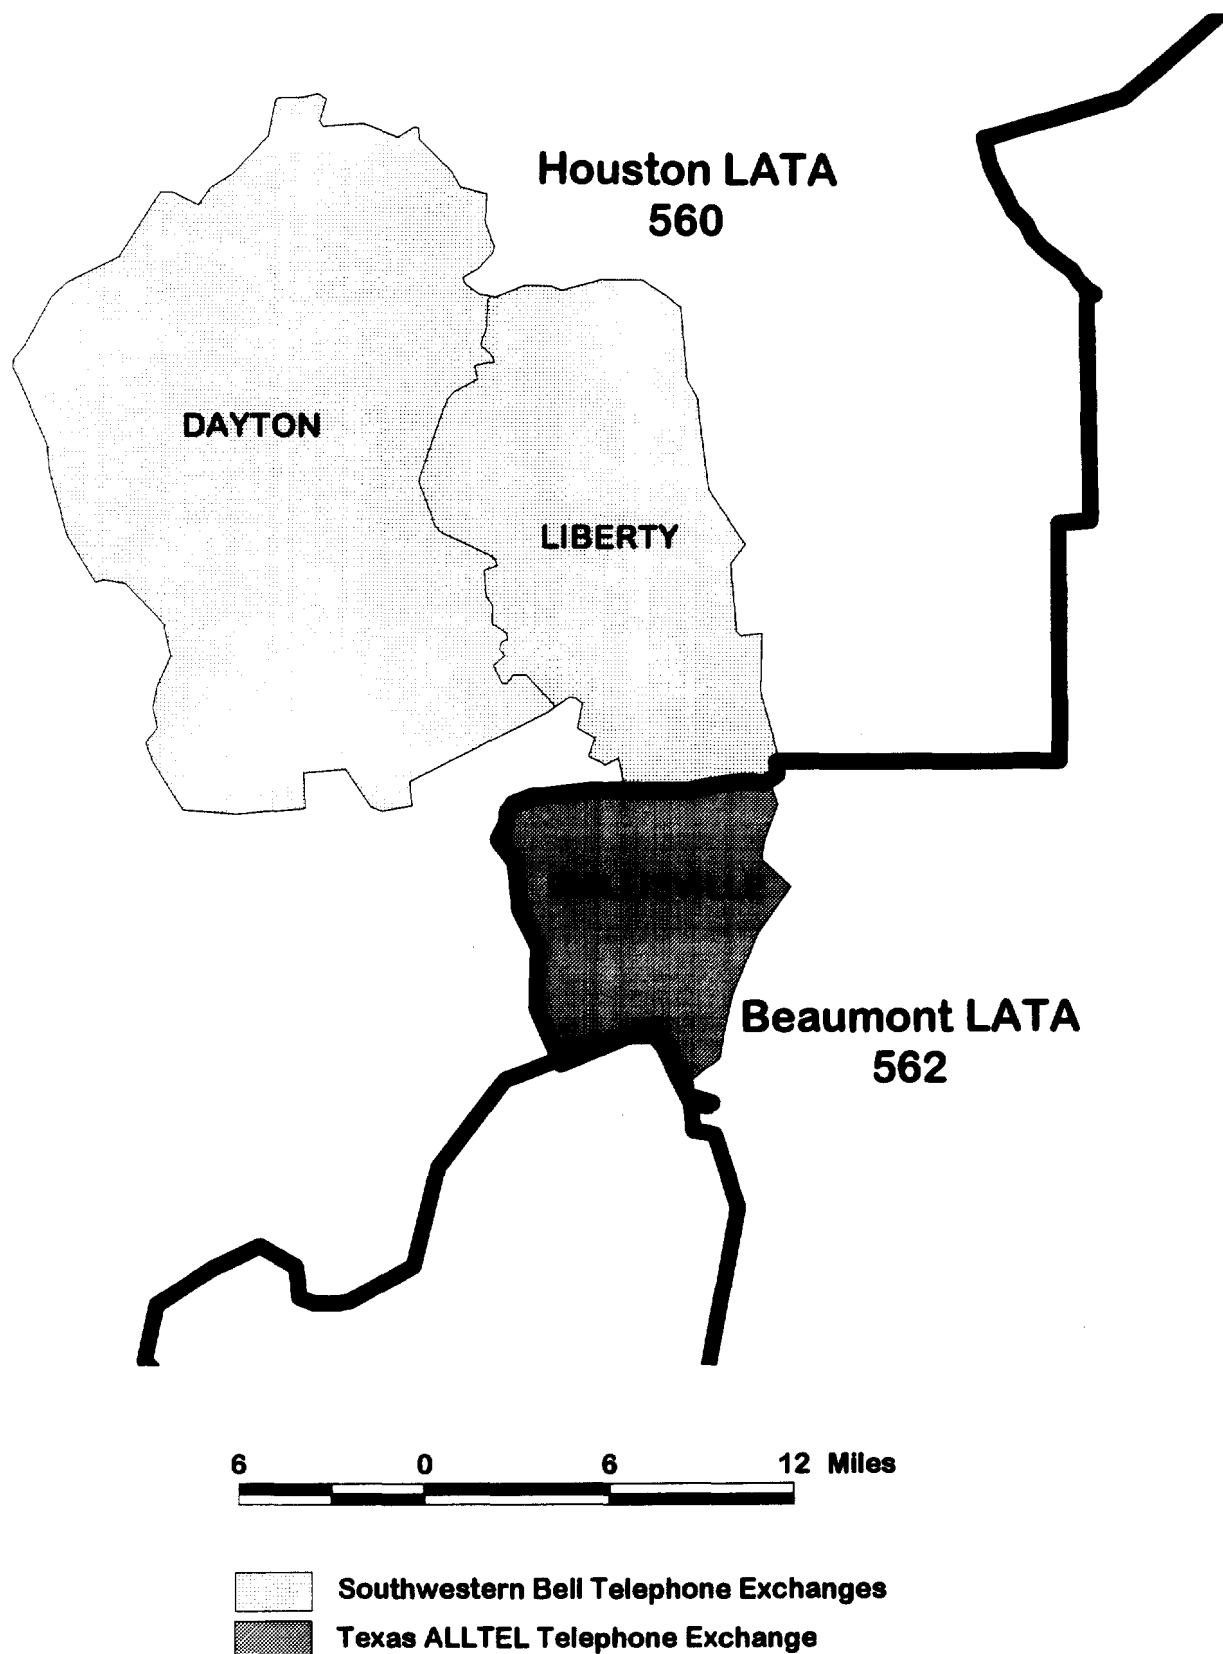 Houston LATA
560
DAYTON
LIBERTY
Beaumont LATA
562
6 0 6 12 Miles
Southwestern Bell Telephone Exchanges
Texas ALLTEL Telephone Exchange